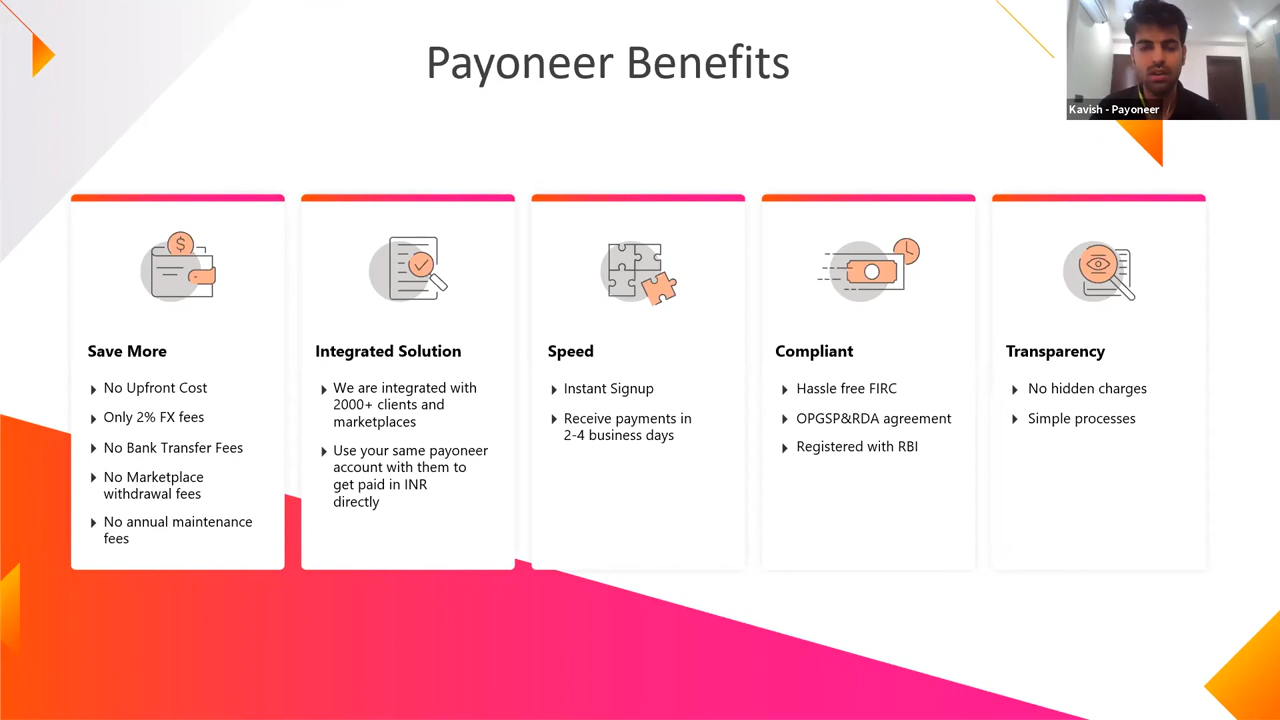 Payoneer Benefits
Kavish - Payoneer
Save More
No Upfront Cost
Only 2% FX fees
No Bank Transfer Fees
No Marketplace
withdrawal fees
No annual maintenance
fees
Integrated Solution
We are integrated with
2000+ clients and
marketplaces
Use your same payoneer
account with them to
get paid in INR
directly
Speed
Instant Signup
Receive payments in
2-4 business days
Compliant
Hassle free FIRC
OPGSP&RDA agreement
Registered with RBI
Transparency
No hidden charges
Simple processes